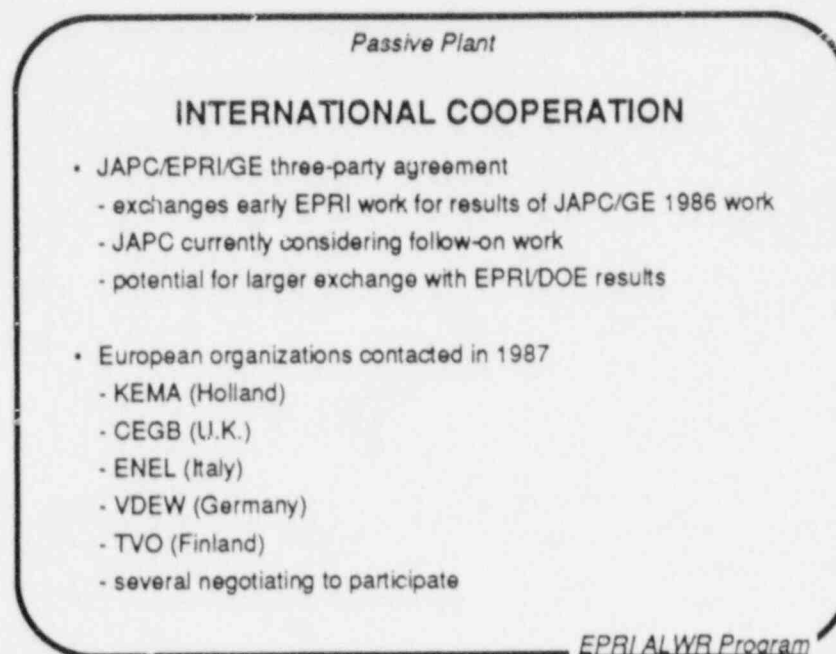 Passive Plant
INTERNATIONAL COOPERATION
• JAPC/EPRI/GE three-party agreement
- exchanges early EPRI work for results of JAPC/GE 1986 work
- JAPC currently considering follow-on work
- potential for larger exchange with EPRI/DOE results
• European organizations contacted in 1987
- KEMA (Holland)
- CEGB (U.K.)
- ENEL (Italy)
- VDEW (Germany)
- TVO (Finland)
- several negotiating to participate
EPRI ALWR Program